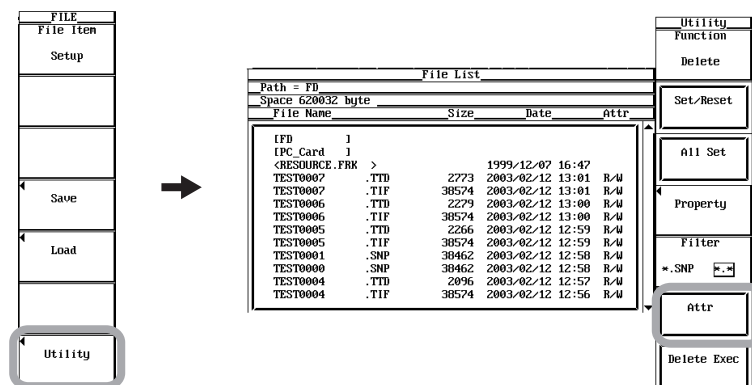 FILE
File Item
Setup
Save
Load
Utility
File List
Path = FD
Space 620032 byte
File Name Size Date Attr
[FD ]
[PC_Card ]
<RESOURCE.FRK > 1999/12/07 16:47
TEST0007 .TTD 2773 2003/02/12 13:01 R/W
TEST0007 .TIF 38574 2003/02/12 13:01 R/W
TEST0006 .TTD 2279 2003/02/12 13:00 R/W
TEST0006 .TIF 38574 2003/02/12 13:00 R/W
TEST0005 .TTD 2266 2003/02/12 12:59 R/W
TEST0005 .TIF 38574 2003/02/12 12:59 R/W
TEST0001 .SNP 38462 2003/02/12 12:58 R/W
TEST0000 .SNP 38462 2003/02/12 12:58 R/W
TEST0004 .TTD 2096 2003/02/12 12:57 R/W
TEST0004 .TIF 38574 2003/02/12 12:56 R/W
Utility
Function
Delete
Set/Reset
All Set
Property
Filter
*.SNP *.*
Attr
Delete Exec